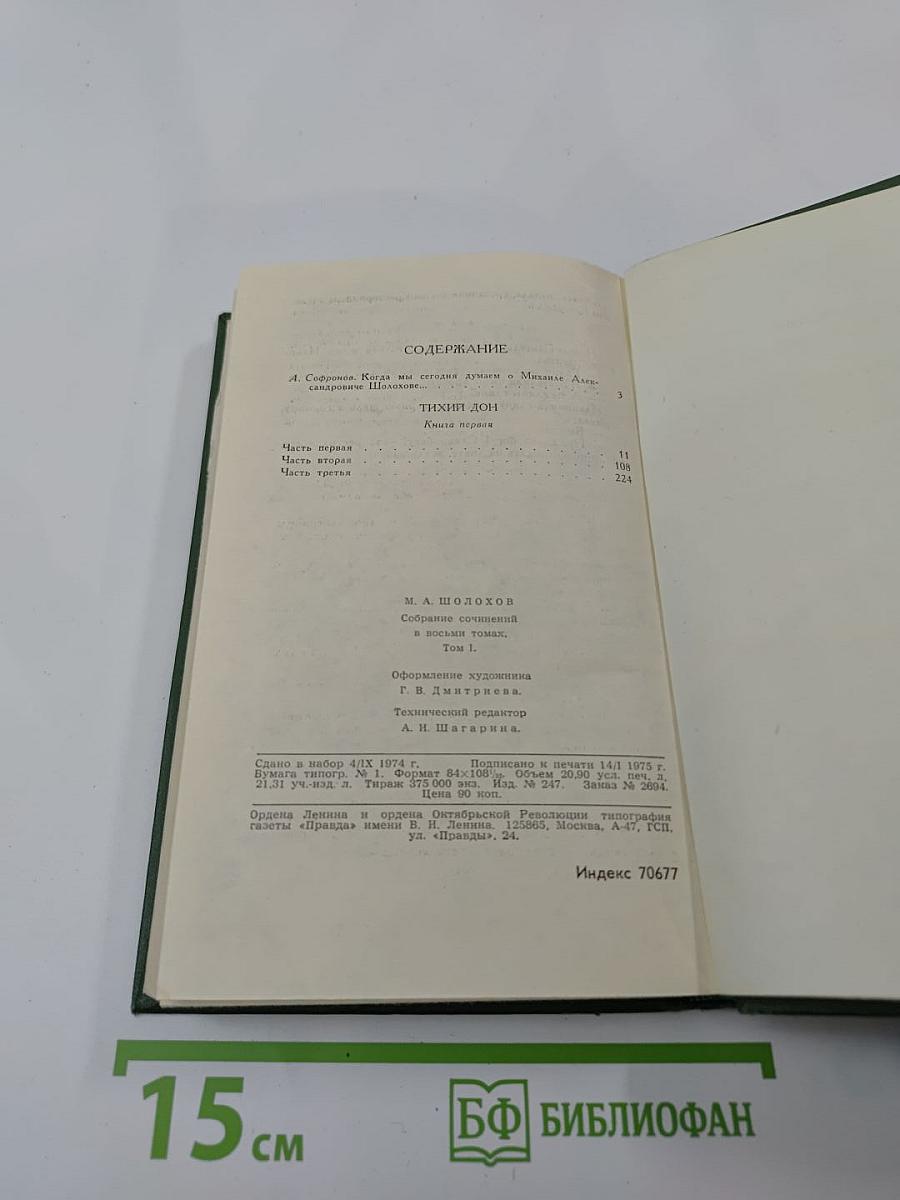 СОДЕРЖАНИЕ
А. Софронов. Когда мы сегодня думаем о Михаиле Алек-
сандровиче Шолохове... . . . . . . . . . . . . 3
ТИХИЙ ДОН
Книга первая
Часть первая . . . . . . . . . . . . . . . . 11
Часть вторая . . . . . . . . . . . . . . . . 108
Часть третья . . . . . . . . . . . . . . . . 224
М. А. ШОЛОХОВ
Собрание сочинений
в восьми томах.
Том I.
Оформление художника
Г. В. Дмитриева.
Технический редактор
А. И. Шагарина.
Сдано в набор 4/IX 1974 г. Подписано к печати 14/I 1975 г.
Бумага типогр. № 1. Формат 84×108¹/₃₂. Объем 20,90 усл. печ. л.
21,31 уч.-изд. л. Тираж 375 000 экз. Изд. № 247. Заказ № 2694.
Цена 90 коп.
Ордена Ленина и ордена Октябрьской Революции типография
газеты «Правда» имени В. И. Ленина. 125865, Москва, А-47, ГСП,
ул. «Правды», 24.
Индекс 70677
15 см
БФ БИБЛИОФАН